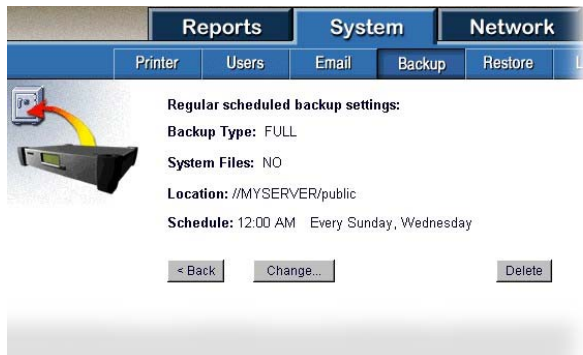 Reports System Network
Printer Users Email Backup Restore
Regular scheduled backup settings:
Backup Type: FULL
System Files: NO
Location: //MYSERVER/public
Schedule: 12:00 AM Every Sunday, Wednesday
< Back Change... Delete